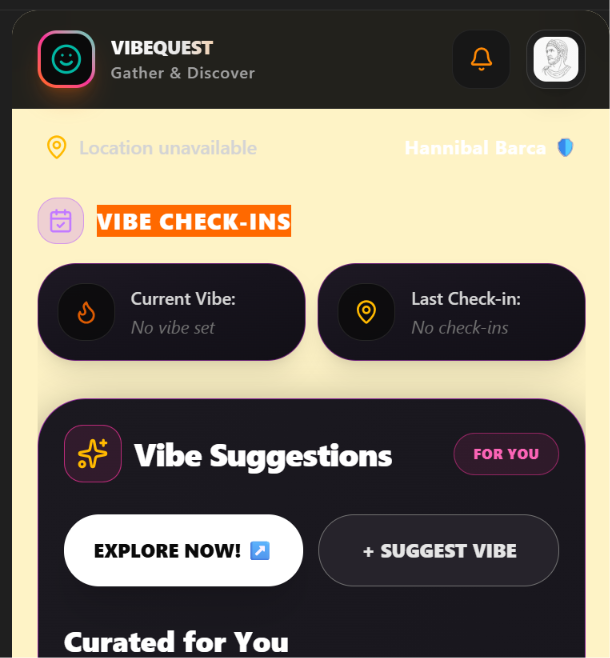 VIBEQUEST
Gather & Discover
Location unavailable
Hannibal Barca
VIBE CHECK-INS
Current Vibe:
No vibe set
Last Check-in:
No check-ins
Vibe Suggestions
FOR YOU
EXPLORE NOW!
+ SUGGEST VIBE
Curated for You